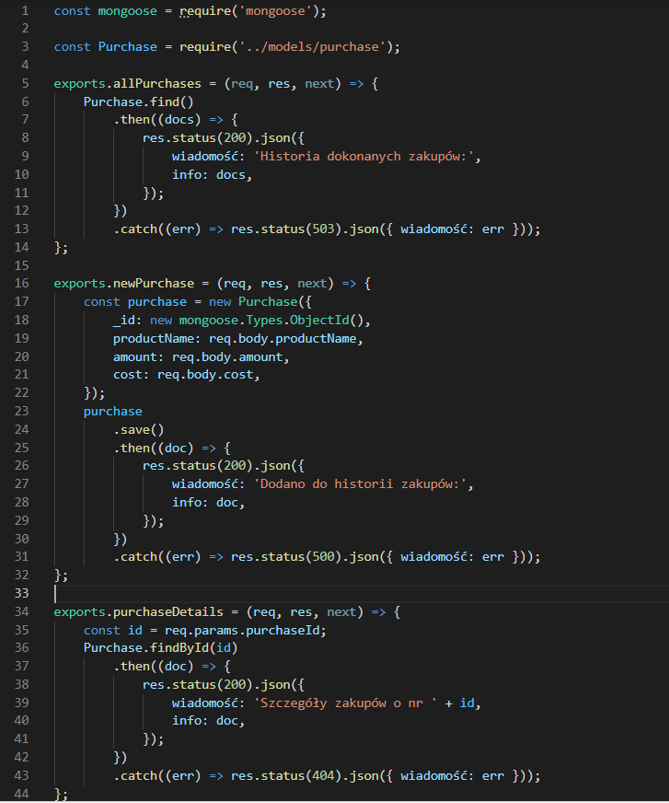 1 const mongoose = require('mongoose');
2
3 const Purchase = require('../models/purchase');
4
5 exports.allPurchases = (req, res, next) => {
6     Purchase.find()
7         .then((docs) => {
8             res.status(200).json({
9                 wiadomość: 'Historia dokonanych zakupów:',
10                 info: docs,
11             });
12         })
13         .catch((err) => res.status(503).json({ wiadomość: err }));
14 };
15
16 exports.newPurchase = (req, res, next) => {
17     const purchase = new Purchase({
18         _id: new mongoose.Types.ObjectId(),
19         productName: req.body.productName,
20         amount: req.body.amount,
21         cost: req.body.cost,
22     });
23     purchase
24         .save()
25         .then((doc) => {
26             res.status(200).json({
27                 wiadomość: 'Dodano do historii zakupów:',
28                 info: doc,
29             });
30         })
31         .catch((err) => res.status(500).json({ wiadomość: err }));
32 };
33
34 exports.purchaseDetails = (req, res, next) => {
35     const id = req.params.purchaseId;
36     Purchase.findById(id)
37         .then((doc) => {
38             res.status(200).json({
39                 wiadomość: 'Szczegóły zakupów o nr ' + id,
40                 info: doc,
41             });
42         })
43         .catch((err) => res.status(404).json({ wiadomość: err }));
44 };